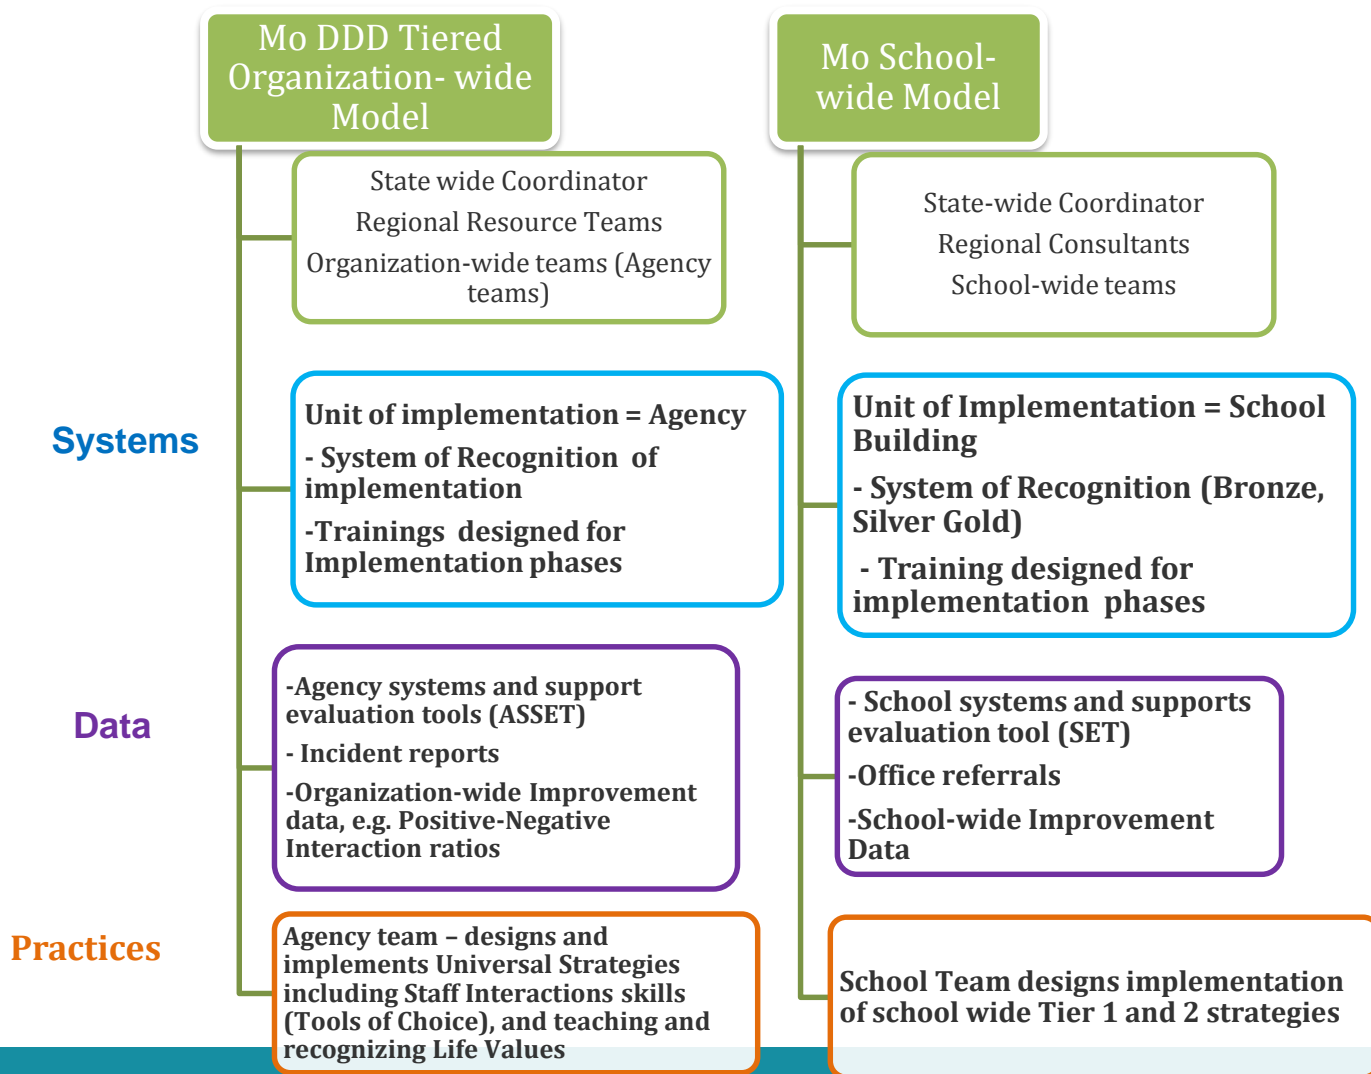 Mo DDD Tiered
Organization- wide
Model
State wide Coordinator
Regional Resource Teams
Organization-wide teams (Agency
teams)
Systems
Unit of implementation = Agency
- System of Recognition  of
implementation
-Trainings  designed for
Implementation phases
Data
-Agency systems and support
evaluation tools (ASSET)
- Incident reports
-Organization-wide Improvement
data, e.g. Positive-Negative
Interaction ratios
Practices
Agency team – designs and
implements Universal Strategies
including Staff Interactions skills
(Tools of Choice), and teaching and
recognizing Life Values
Mo School-
wide Model
State-wide Coordinator
Regional Consultants
School-wide teams
Unit of Implementation = School
Building
- System of Recognition (Bronze,
Silver Gold)
- Training designed for
implementation  phases
- School systems and supports
evaluation tool (SET)
-Office referrals
-School-wide Improvement
Data
School Team designs implementation
of school wide Tier 1 and 2 strategies